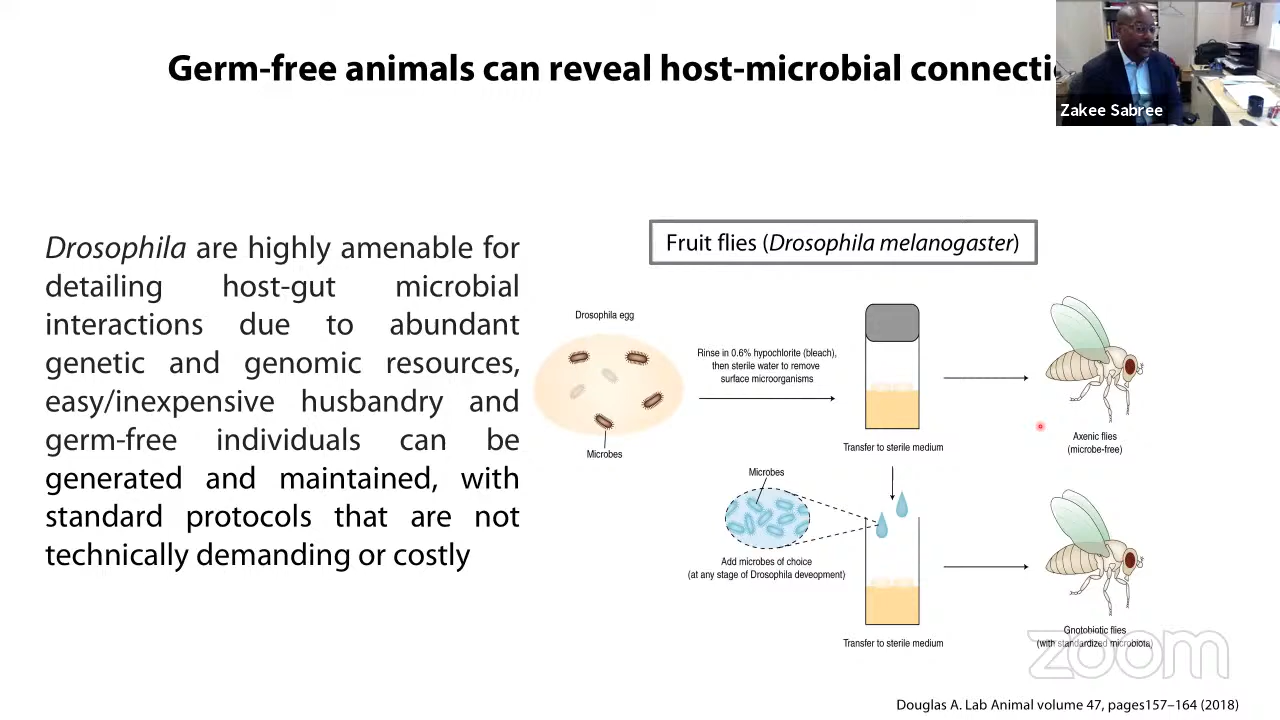 Germ-free animals can reveal host-microbial connecti
Zakee Sabree
Drosophila are highly amenable for
detailing host-gut microbial
interactions due to abundant
genetic and genomic resources,
easy/inexpensive husbandry and
germ-free individuals can be
generated and maintained, with
standard protocols that are not
technically demanding or costly
Fruit flies (Drosophila melanogaster)
Drosophila egg
Microbes
Rinse in 0.6% hypochlorite (bleach),
then sterile water to remove
surface microorganisms
Transfer to sterile medium
Axenic flies
(microbe-free)
Microbes
Add microbes of choice
(at any stage of Drosophila deveopment)
Transfer to sterile medium
Gnotobiotic flies
(with standardized microbiota)
zoom
Douglas A. Lab Animal volume 47, pages157–164 (2018)